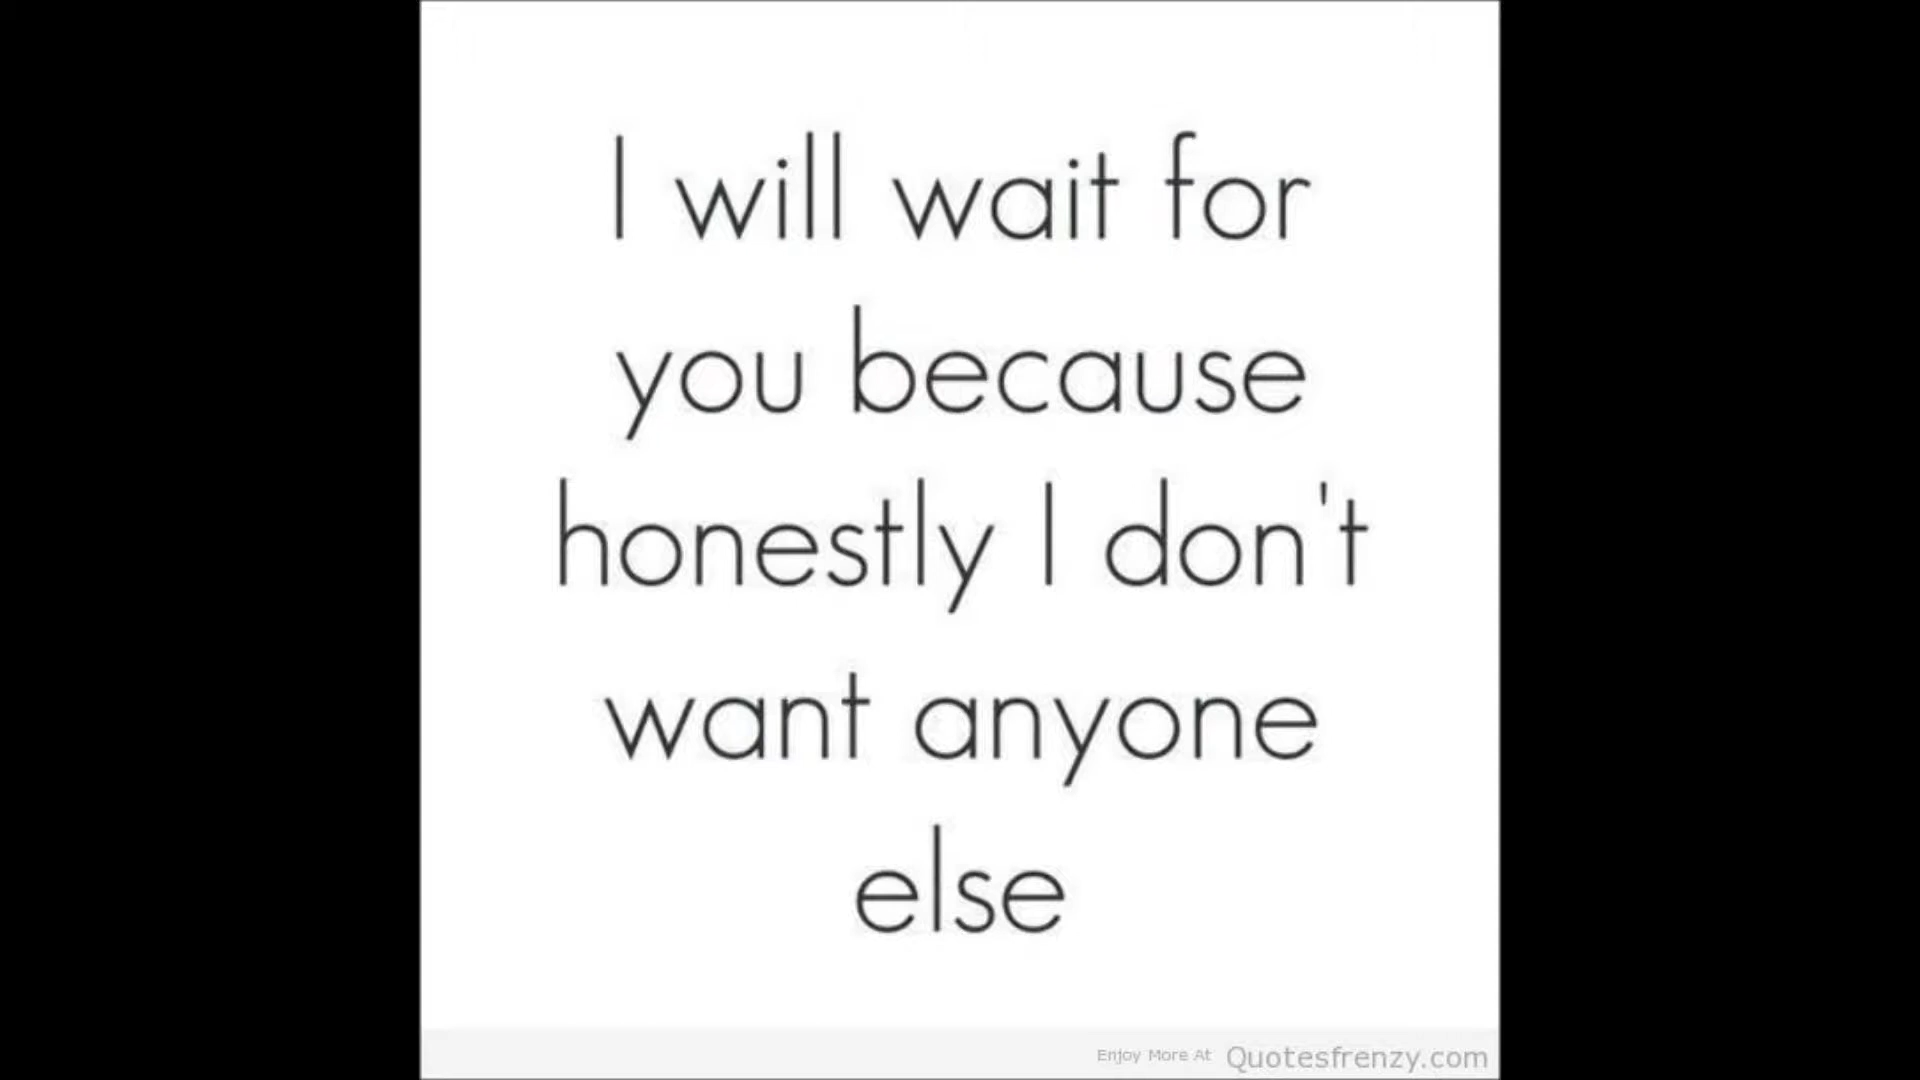 I will wait for
you because
honestly I don't
want anyone
else
Enjoy More At Quotesfrenzy.com